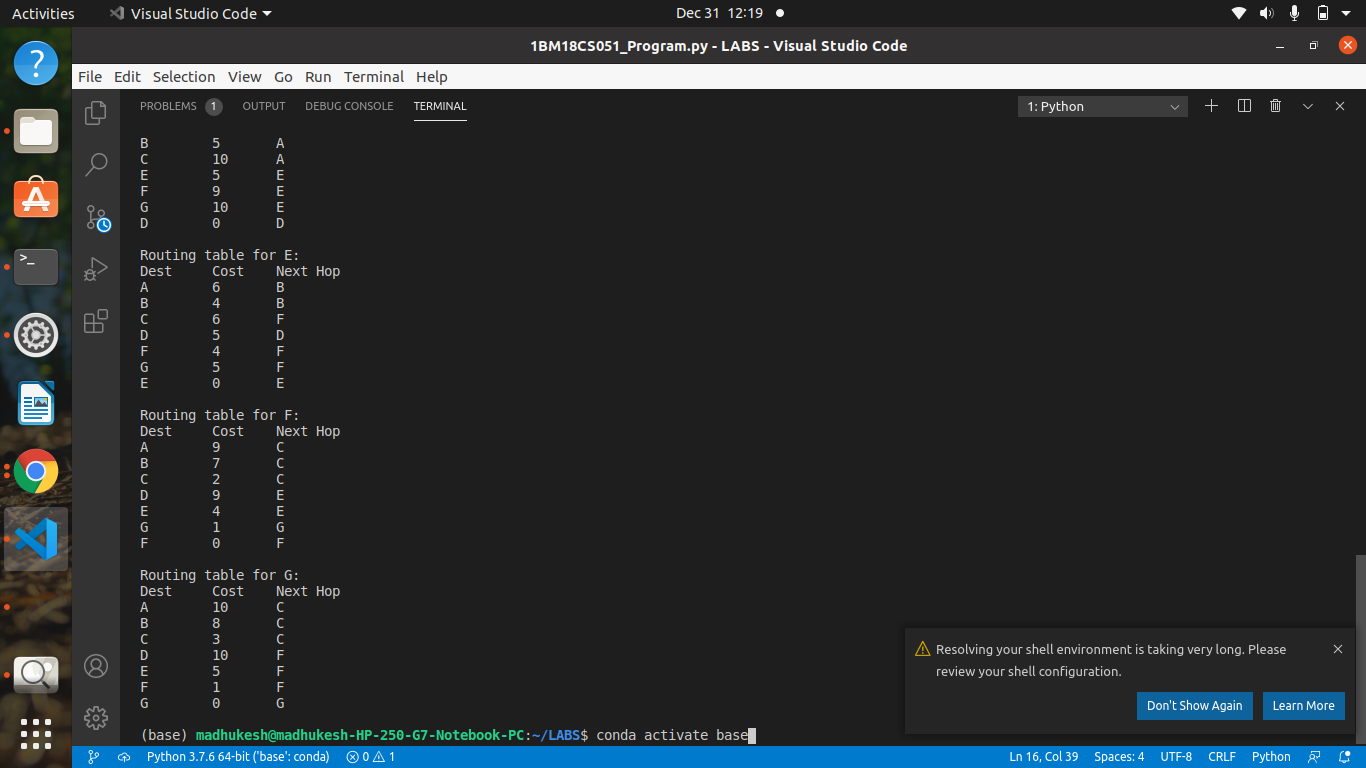 Activities Visual Studio Code Dec 31 12:19
1BM18CS051_Program.py - LABS - Visual Studio Code
File Edit Selection View Go Run Terminal Help
PROBLEMS 1 OUTPUT DEBUG CONSOLE TERMINAL 1: Python
B 5 A
C 10 A
E 5 E
F 9 E
G 10 E
D 0 D
Routing table for E:
Dest Cost Next Hop
A 6 B
B 4 B
C 6 F
D 5 D
F 4 F
G 5 F
E 0 E
Routing table for F:
Dest Cost Next Hop
A 9 C
B 7 C
C 2 C
D 9 E
E 4 E
G 1 G
F 0 F
Routing table for G:
Dest Cost Next Hop
A 10 C
B 8 C
C 3 C
D 10 F
E 5 F
F 1 F
G 0 G
Resolving your shell environment is taking very long. Please
review your shell configuration.
Don't Show Again Learn More
(base) madhukesh@madhukesh-HP-250-G7-Notebook-PC:~/LABS$ conda activate base
Python 3.7.6 64-bit ('base': conda) 0 1 Ln 16, Col 39 Spaces: 4 UTF-8 CRLF Python